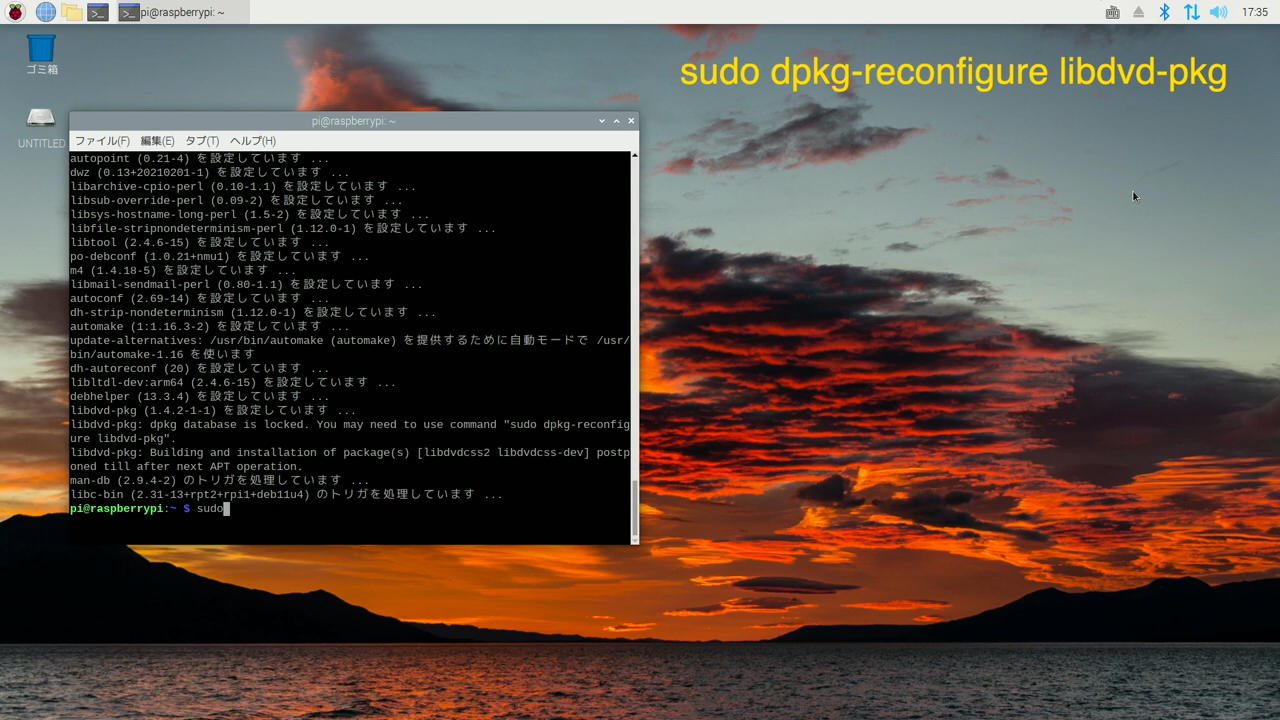 pi@raspberrypi: ~
17:35
ゴミ箱
UNTITLED
sudo dpkg-reconfigure libdvd-pkg
pi@raspberrypi: ~
ファイル(F) 編集(E) タブ(T) ヘルプ(H)
autopoint (0.21-4) を設定しています ...
dwz (0.13+20210201-1) を設定しています ...
libarchive-cpio-perl (0.10-1.1) を設定しています ...
libsub-override-perl (0.09-2) を設定しています ...
libsys-hostname-long-perl (1.5-2) を設定しています ...
libfile-stripnondeterminism-perl (1.12.0-1) を設定しています ...
libtool (2.4.6-15) を設定しています ...
po-debconf (1.0.21+nmu1) を設定しています ...
m4 (1.4.18-5) を設定しています ...
libmail-sendmail-perl (0.80-1.1) を設定しています ...
autoconf (2.69-14) を設定しています ...
dh-strip-nondeterminism (1.12.0-1) を設定しています ...
automake (1:1.16.3-2) を設定しています ...
update-alternatives: /usr/bin/automake (automake) を提供するために自動モードで /usr/
bin/automake-1.16 を使います
dh-autoreconf (20) を設定しています ...
libltdl-dev:arm64 (2.4.6-15) を設定しています ...
debhelper (13.3.4) を設定しています ...
libdvd-pkg (1.4.2-1-1) を設定しています ...
libdvd-pkg: dpkg database is locked. You may need to use command "sudo dpkg-reconfig
ure libdvd-pkg".
libdvd-pkg: Building and installation of package(s) [libdvdcss2 libdvdcss-dev] postp
oned till after next APT operation.
man-db (2.9.4-2) のトリガを処理しています ...
libc-bin (2.31-13+rpt2+rpi1+deb11u4) のトリガを処理しています ...
pi@raspberrypi:~ $ sudo